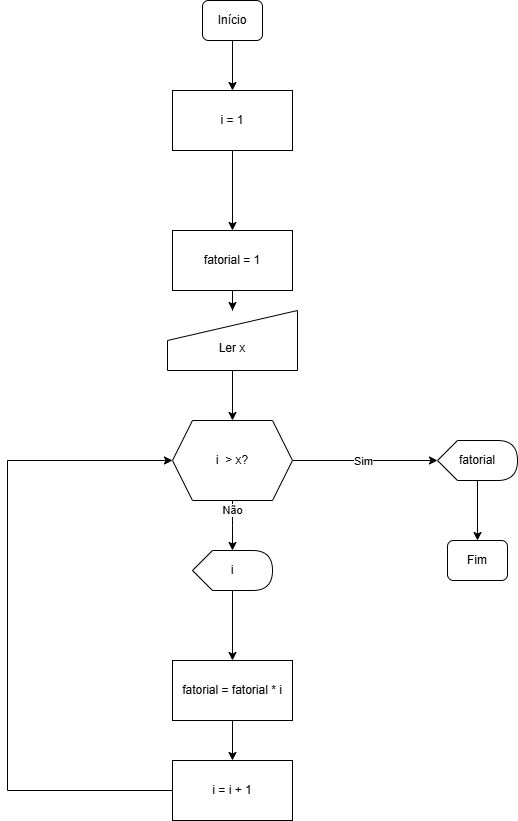 Início
i = 1
fatorial = 1
Ler x
i > x?
Sim
fatorial
Não
Fim
i
fatorial = fatorial * i
i = i + 1